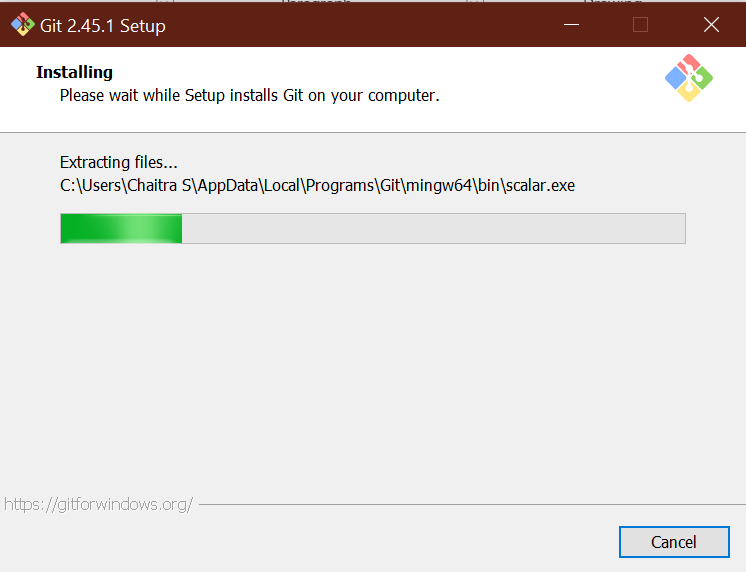 Git 2.45.1 Setup
Installing
Please wait while Setup installs Git on your computer.
Extracting files...
C:\Users\Chaitra S\AppData\Local\Programs\Git\mingw64\bin\scalar.exe
https://gitforwindows.org/
Cancel